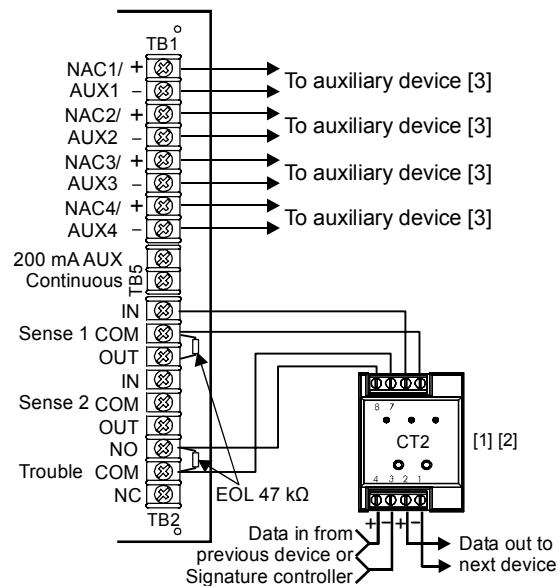 TB1
NAC1/ +
AUX1 −
To auxiliary device [3]
NAC2/ +
AUX2 −
To auxiliary device [3]
NAC3/ +
AUX3 −
To auxiliary device [3]
NAC4/ +
AUX4 −
To auxiliary device [3]
200 mA AUX
Continuous
TB5
IN
Sense 1 COM
OUT
IN
Sense 2 COM
OUT
NO
Trouble COM
NC
TB2
EOL 47 kΩ
8 7
CT2
[1] [2]
4 3 2 1
+ − + −
Data in from
previous device or
Signature controller
Data out to
next device